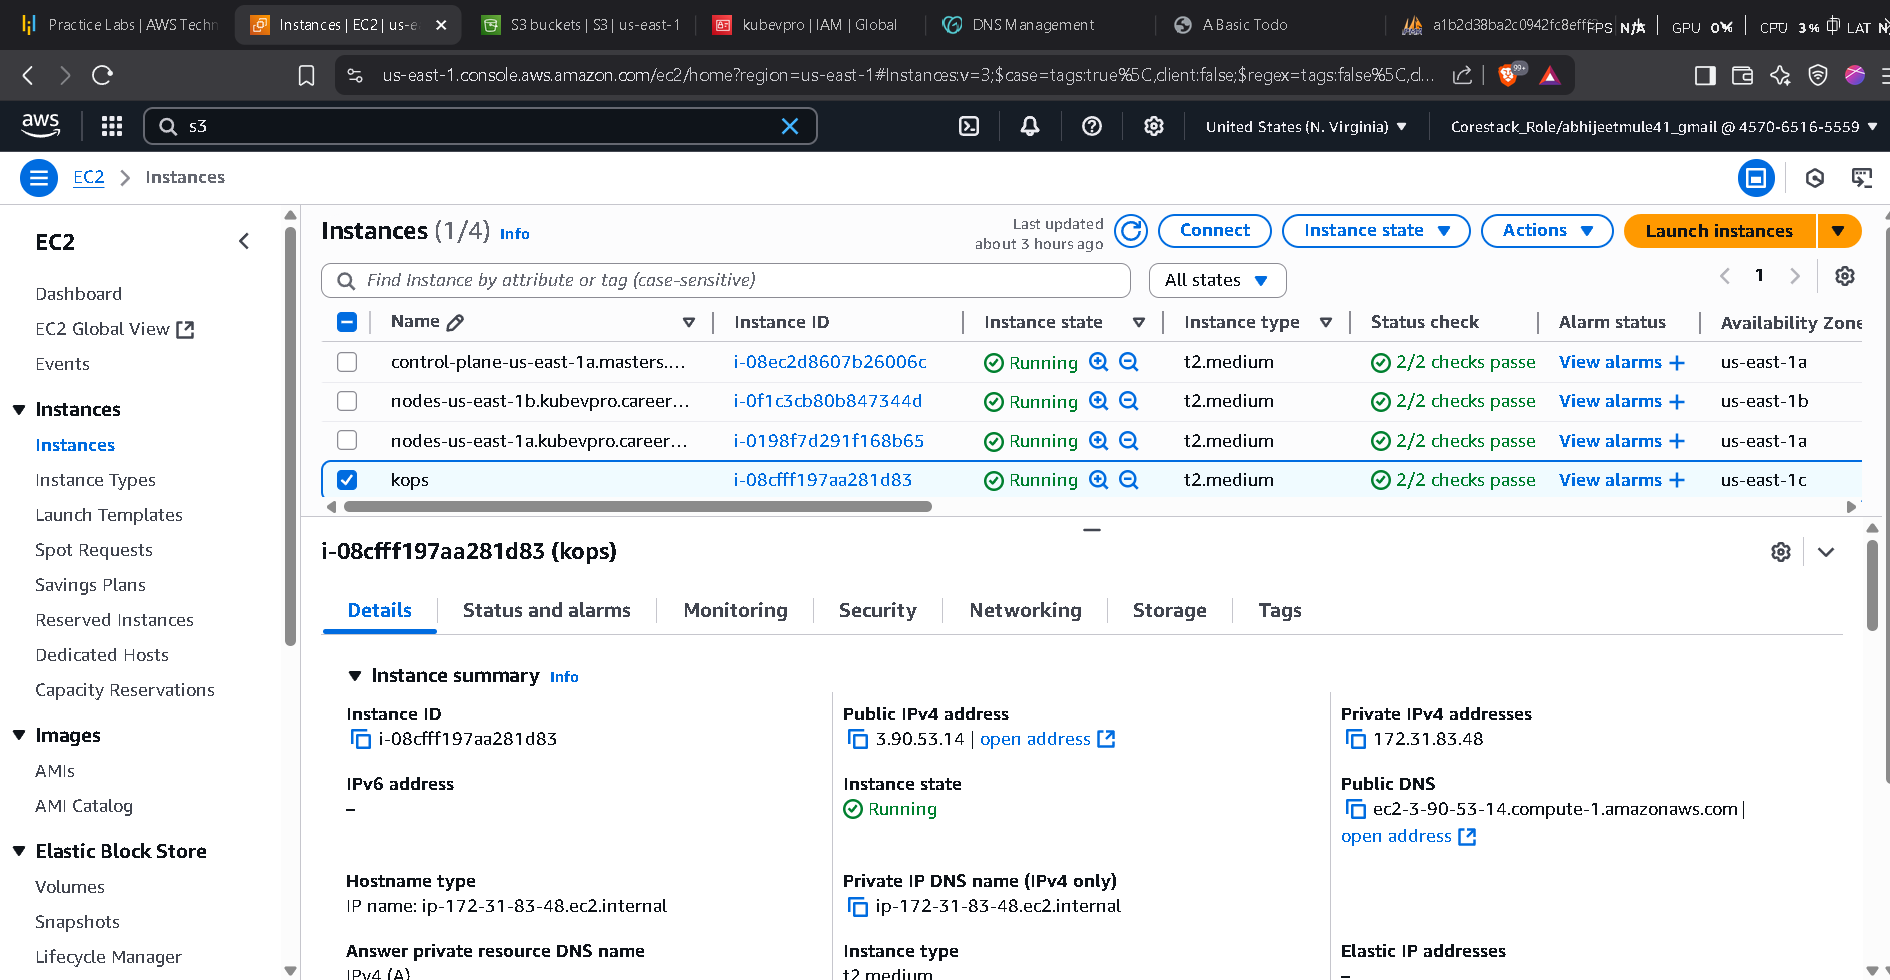 Practice Labs | AWS Techn
Instances | EC2 | us-e
S3 buckets | S3 | us-east-1
kubevpro | IAM | Global
DNS Management
A Basic Todo
a1b2d38ba2c0942fc8efff
FPS N/A
GPU 0%
CPU 3%
LAT N/
us-east-1.console.aws.amazon.com/ec2/home?region=us-east-1#Instances:v=3;$case=tags:true%5C,client:false;$regex=tags:false%5C,cl...
99+
aws
s3
United States (N. Virginia)
Corestack_Role/abhijeetmule41_gmail @ 4570-6516-5559
EC2 > Instances
EC2
Dashboard
EC2 Global View
Events
Instances
Instances
Instance Types
Launch Templates
Spot Requests
Savings Plans
Reserved Instances
Dedicated Hosts
Capacity Reservations
Images
AMIs
AMI Catalog
Elastic Block Store
Volumes
Snapshots
Lifecycle Manager
Instances (1/4) Info
Last updated
about 3 hours ago
Connect
Instance state
Actions
Launch instances
Find Instance by attribute or tag (case-sensitive)
All states
1
Name Instance ID Instance state Instance type Status check Alarm status Availability Zone
control-plane-us-east-1a.masters.... i-08ec2d8607b26006c Running t2.medium 2/2 checks passe View alarms + us-east-1a
nodes-us-east-1b.kubevpro.career... i-0f1c3cb80b847344d Running t2.medium 2/2 checks passe View alarms + us-east-1b
nodes-us-east-1a.kubevpro.career... i-0198f7d291f168b65 Running t2.medium 2/2 checks passe View alarms + us-east-1a
kops i-08cfff197aa281d83 Running t2.medium 2/2 checks passe View alarms + us-east-1c
i-08cfff197aa281d83 (kops)
Details
Status and alarms
Monitoring
Security
Networking
Storage
Tags
Instance summary Info
Instance ID
i-08cfff197aa281d83
Public IPv4 address
3.90.53.14 | open address
Private IPv4 addresses
172.31.83.48
IPv6 address
–
Instance state
Running
Public DNS
ec2-3-90-53-14.compute-1.amazonaws.com |
open address
Hostname type
IP name: ip-172-31-83-48.ec2.internal
Private IP DNS name (IPv4 only)
ip-172-31-83-48.ec2.internal
Answer private resource DNS name
IPv4 (A)
Instance type
t2.medium
Elastic IP addresses
–